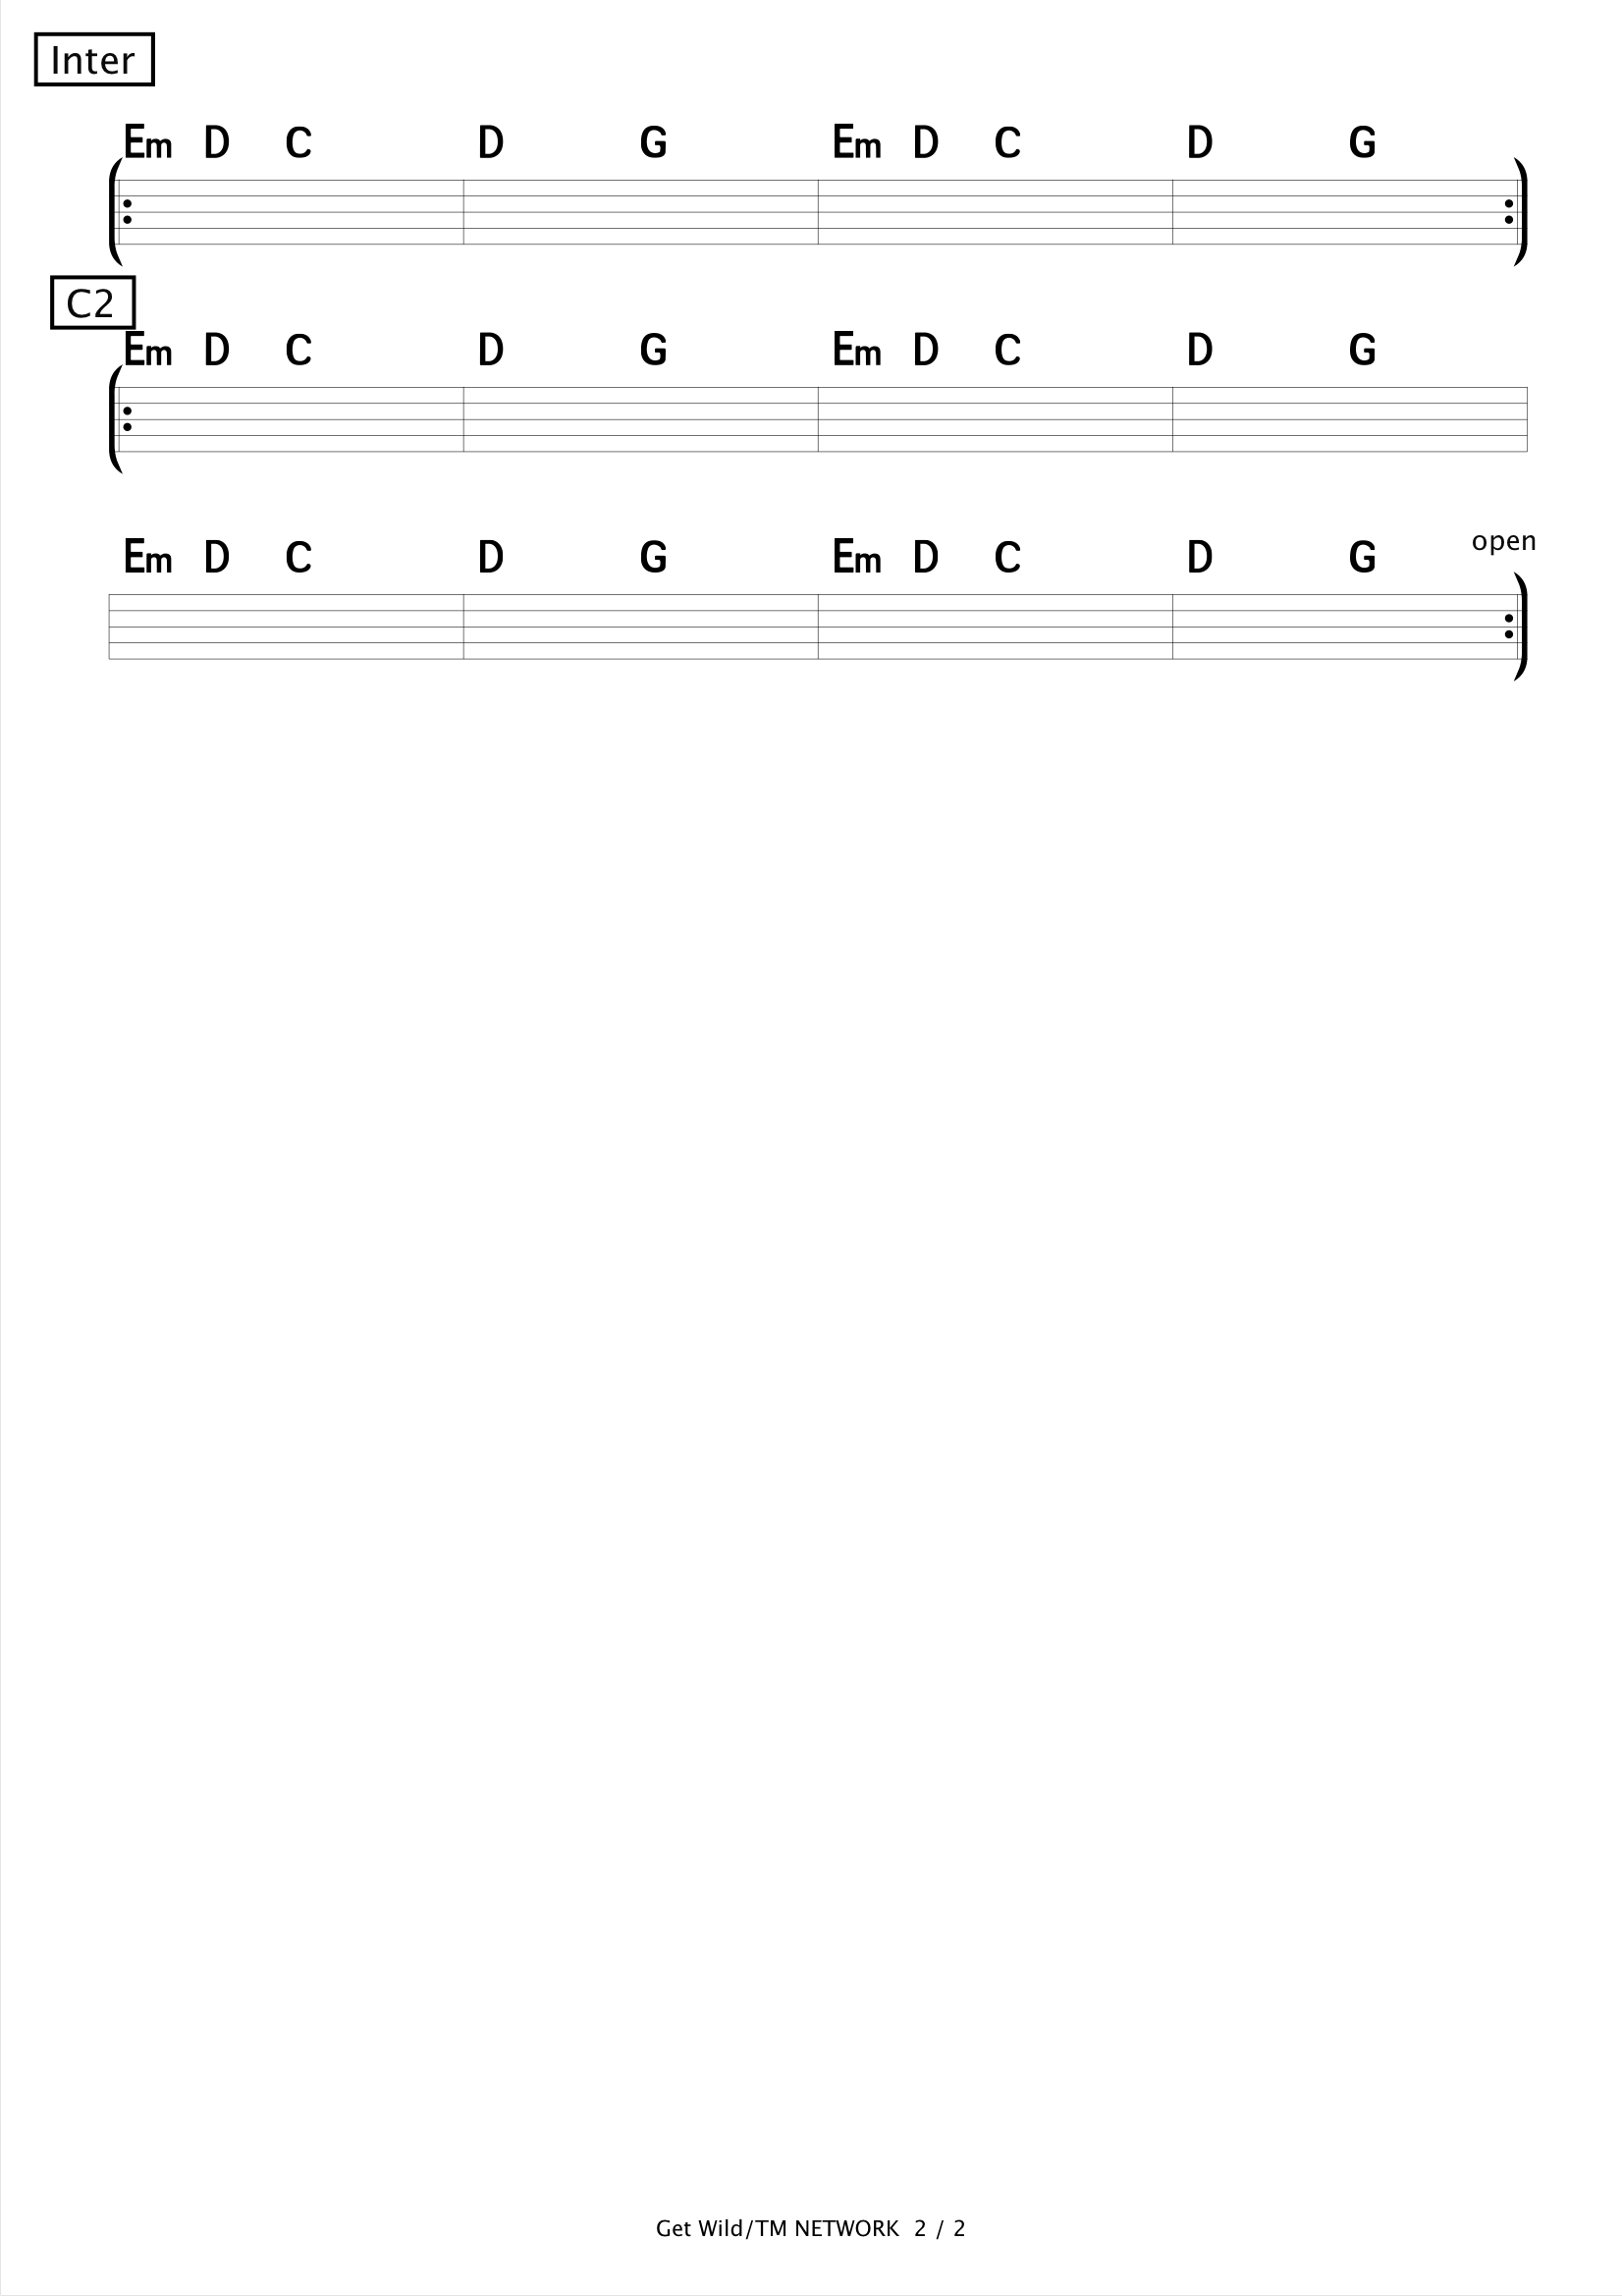 Inter
Em D C D G Em D C D G
C2
Em D C D G Em D C D G
open
Em D C D G Em D C D G
Get Wild/TM NETWORK 2 / 2